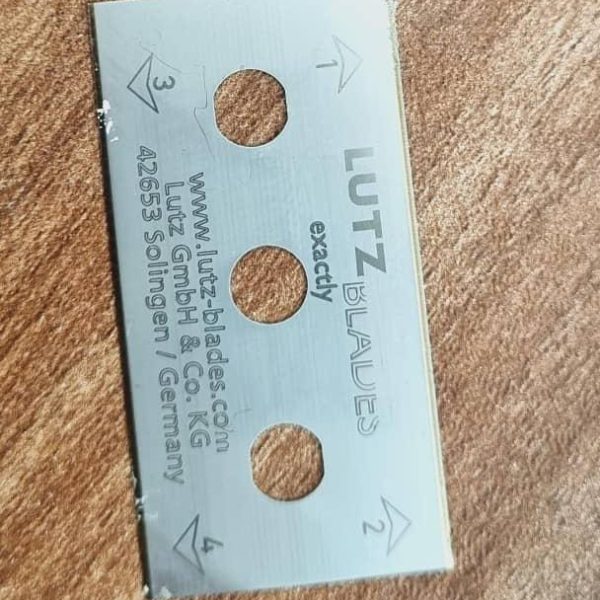 1
2
LUTZ BLADES
exactly
www.lutz-blades.com
Lutz GmbH & Co. KG
42653 Solingen / Germany
3
4